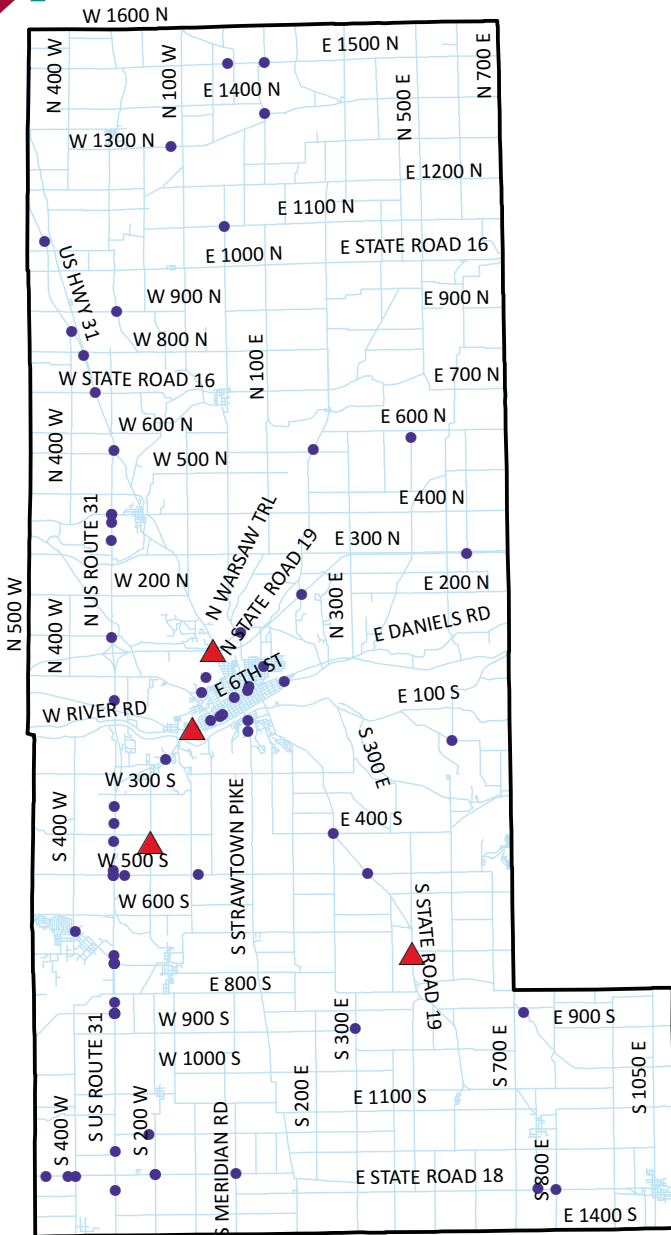 W 1600 N
E 1500 N
N 400 W
N 100 W
N 700 E
E 1400 N
N 500 E
W 1300 N
E 1200 N
E 1100 N
E STATE ROAD 16
E 1000 N
US HWY 31
W 900 N
E 900 N
W 800 N
N 100 E
W STATE ROAD 16
E 700 N
E 600 N
W 600 N
N 400 W
W 500 N
E 400 N
N US ROUTE 31
N WARSAW TRL
N STATE ROAD 19
E 300 N
W 200 N
E 200 N
N 500 W
N 400 W
N 300 E
E DANIELS RD
E 6TH ST
E 100 S
W RIVER RD
S 300 E
W 300 S
S 400 W
S STRAWTOWN PIKE
E 400 S
W 500 S
W 600 S
S STATE ROAD 19
E 800 S
W 900 S
S 300 E
E 900 S
S US ROUTE 31
W 1000 S
S 700 E
S 1050 E
S 200 E
E 1100 S
S 400 W
S 200 W
S MERIDIAN RD
E STATE ROAD 18
S 800 E
E 1400 S